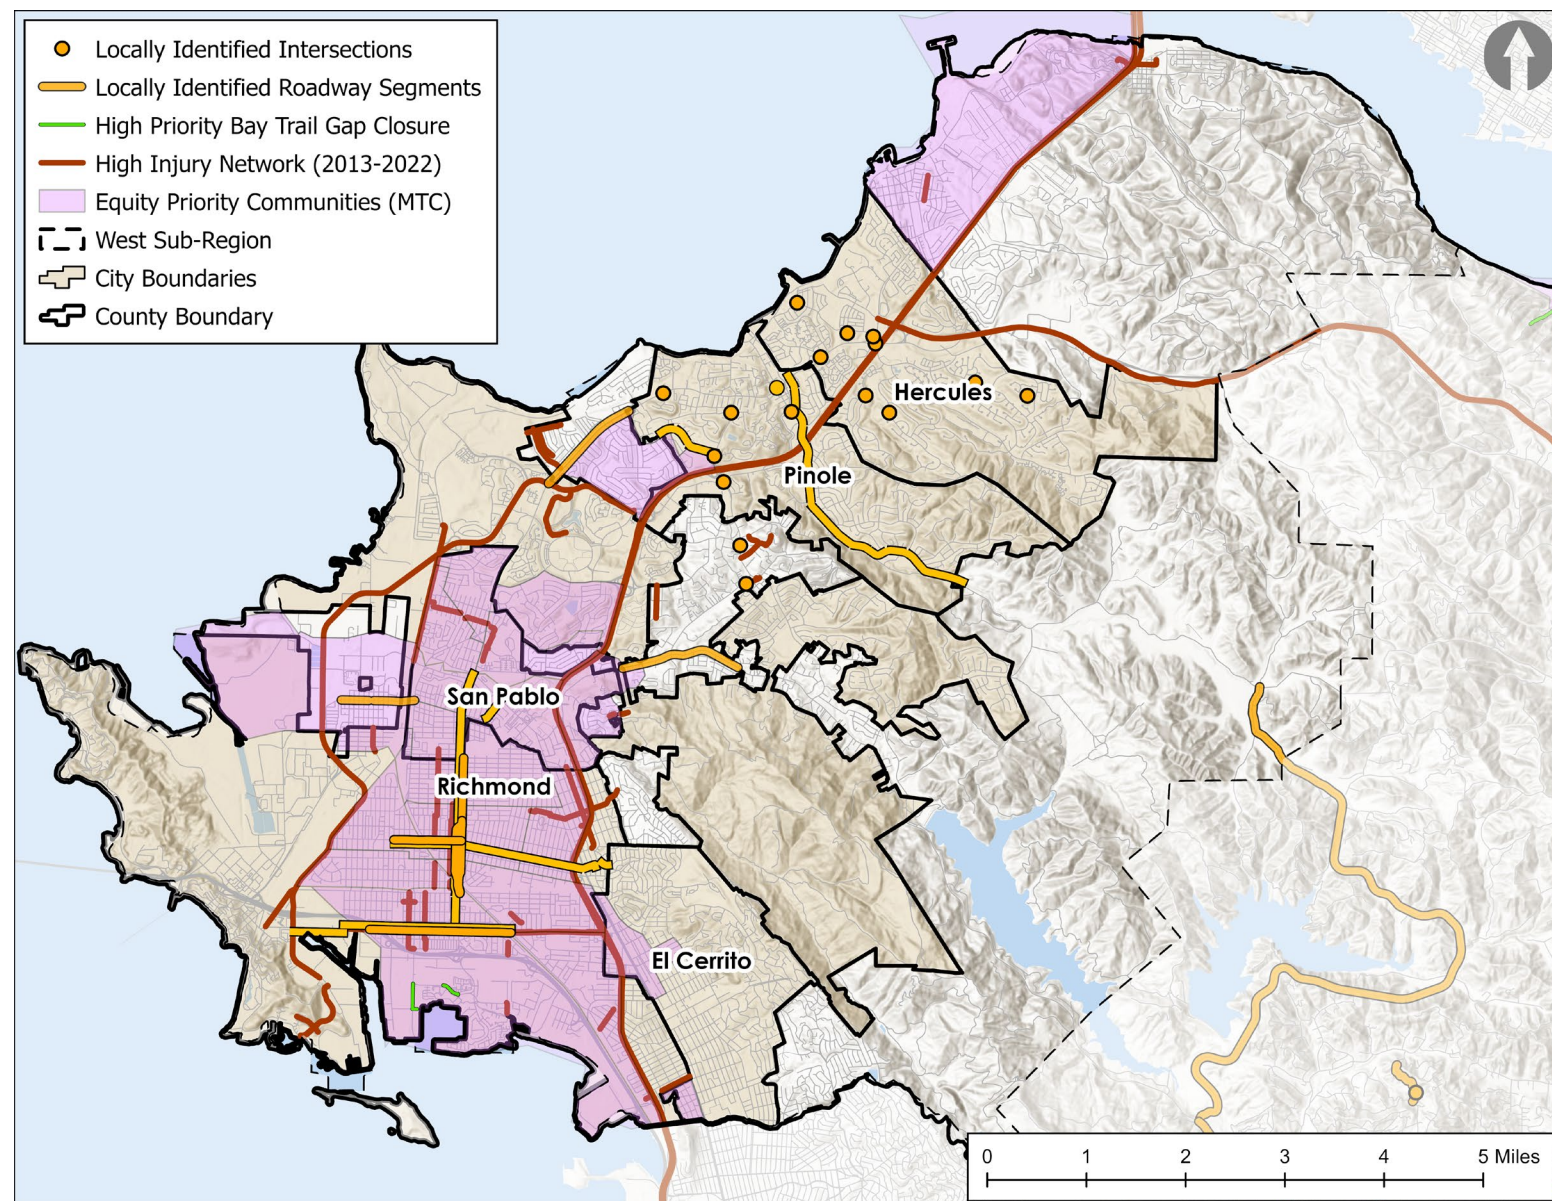 Locally Identified Intersections
Locally Identified Roadway Segments
High Priority Bay Trail Gap Closure
High Injury Network (2013-2022)
Equity Priority Communities (MTC)
West Sub-Region
City Boundaries
County Boundary
Hercules
Pinole
San Pablo
Richmond
El Cerrito
0 1 2 3 4 5 Miles